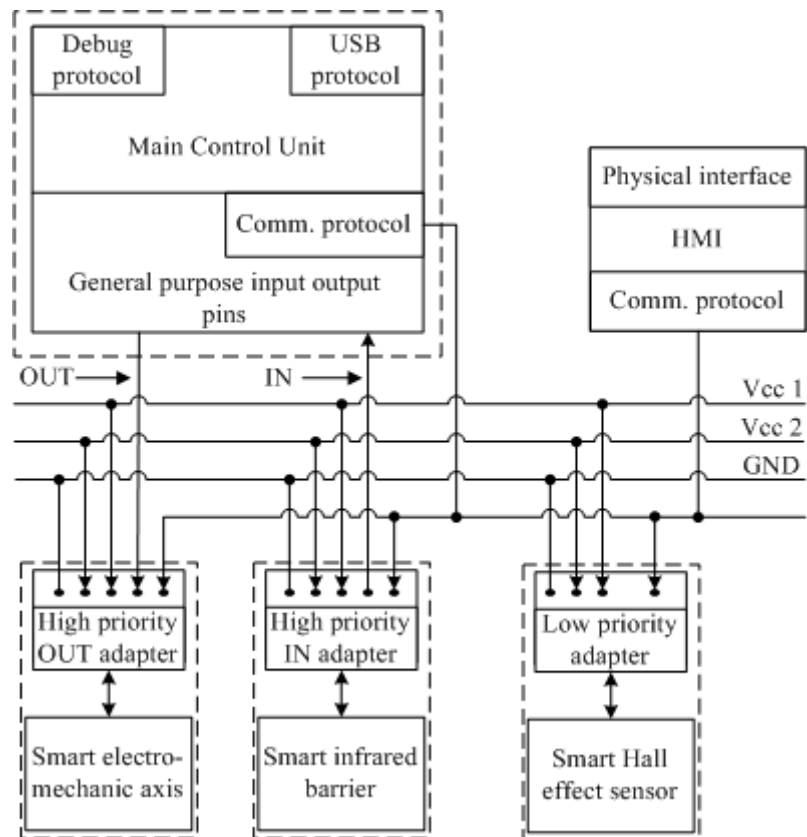 Debug
protocol
USB
protocol
Main Control Unit
Comm. protocol
General purpose input output
pins
Physical interface
HMI
Comm. protocol
OUT
IN
Vcc 1
Vcc 2
GND
High priority
OUT adapter
High priority
IN adapter
Low priority
adapter
Smart electro-
mechanic axis
Smart infrared
barrier
Smart Hall
effect sensor